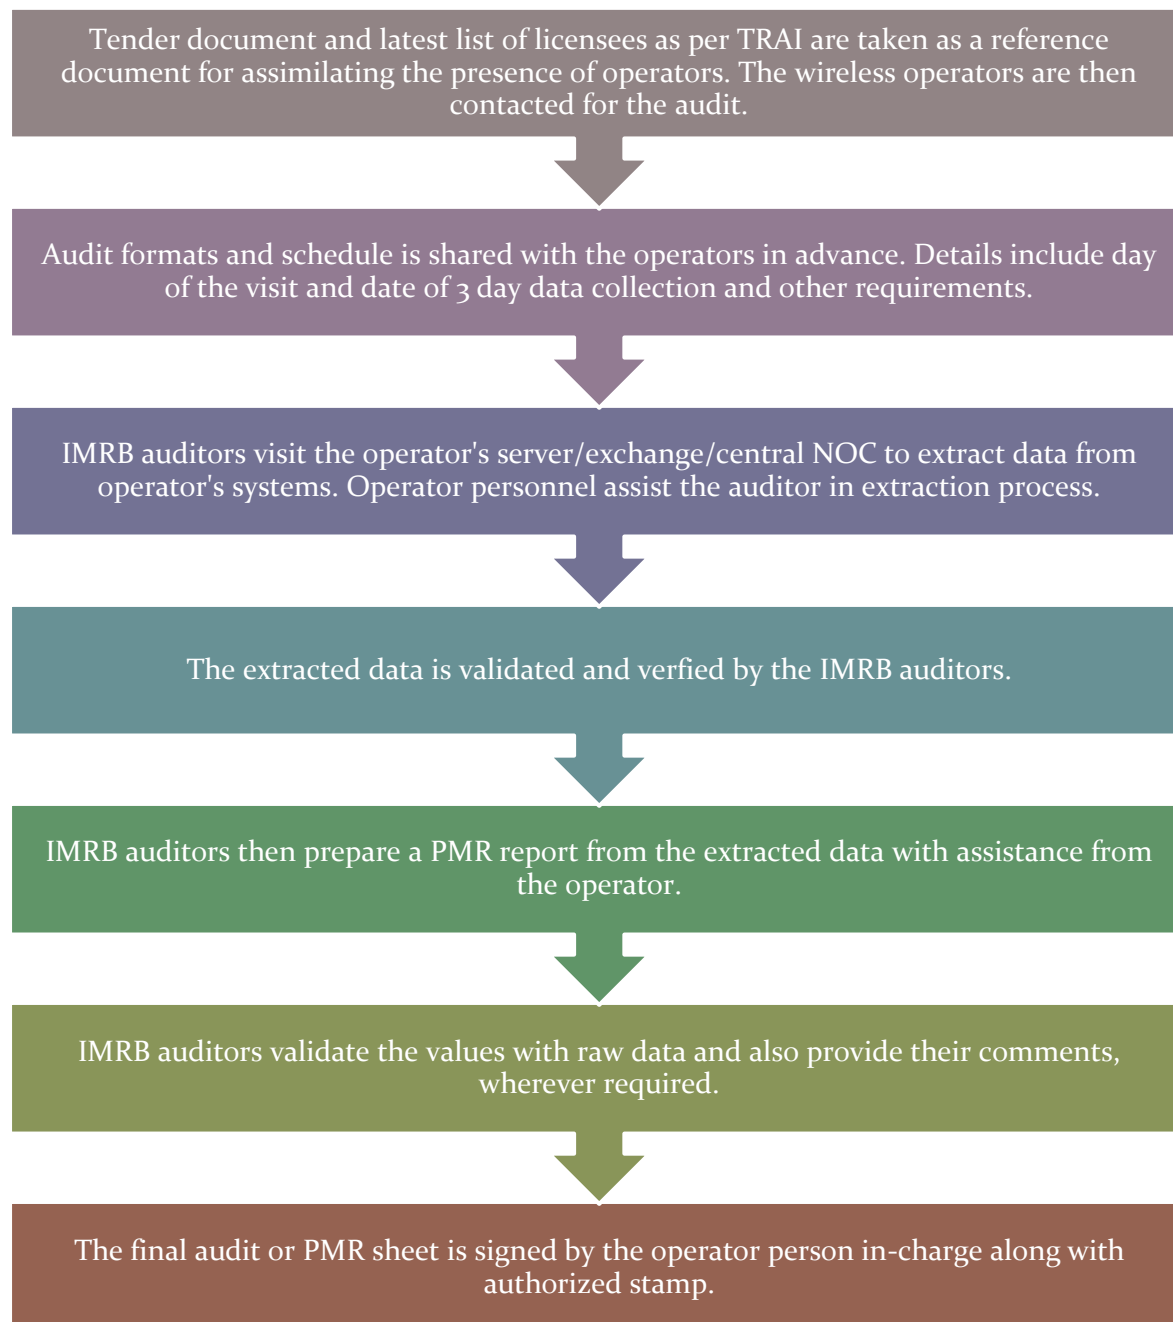 Tender document and latest list of licensees as per TRAI are taken as a reference
document for assimilating the presence of operators. The wireless operators are then
contacted for the audit.
Audit formats and schedule is shared with the operators in advance. Details include day
of the visit and date of 3 day data collection and other requirements.
IMRB auditors visit the operator's server/exchange/central NOC to extract data from
operator's systems. Operator personnel assist the auditor in extraction process.
The extracted data is validated and verfied by the IMRB auditors.
IMRB auditors then prepare a PMR report from the extracted data with assistance from
the operator.
IMRB auditors validate the values with raw data and also provide their comments,
wherever required.
The final audit or PMR sheet is signed by the operator person in-charge along with
authorized stamp.